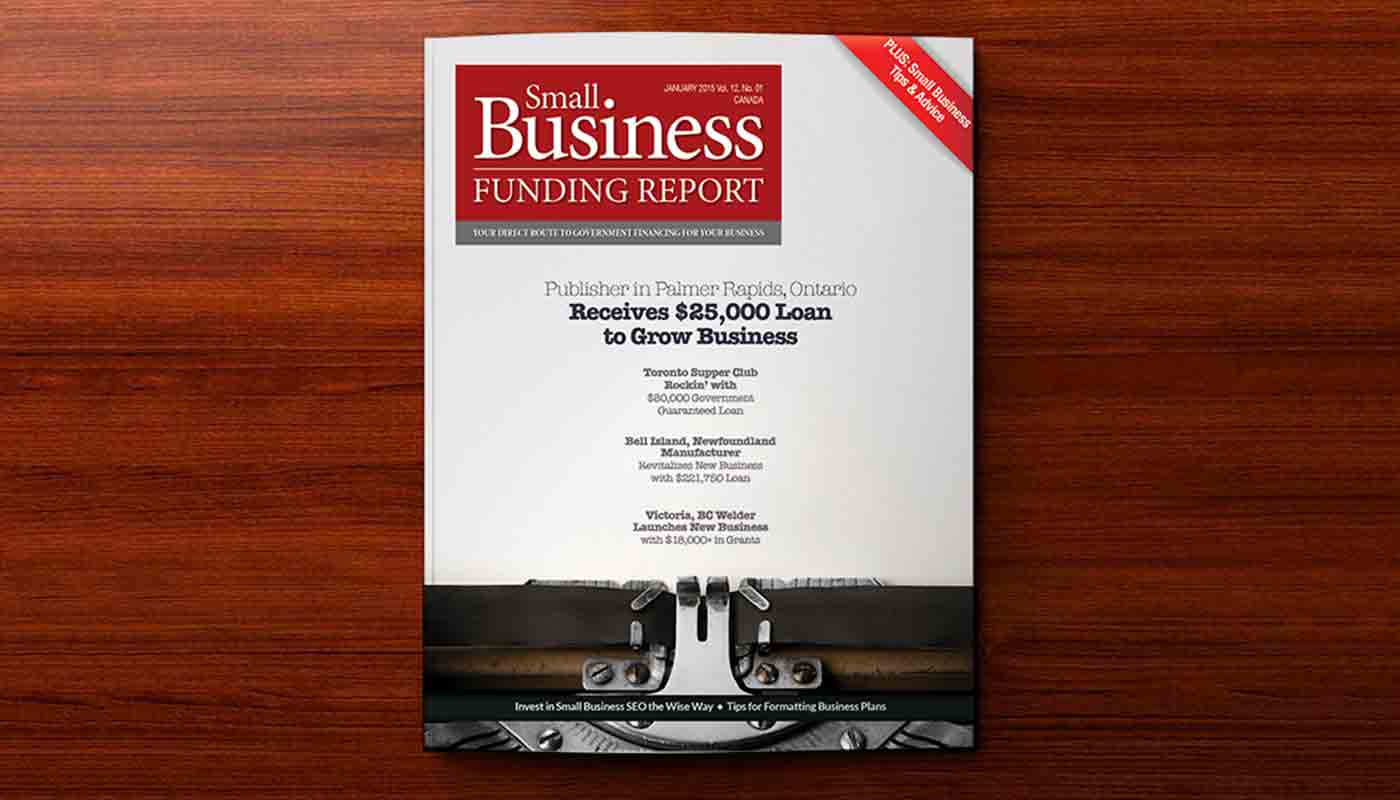 PLUS: Small Business
Tips & Advice
JANUARY 2015 Vol. 12, No. 01
CANADA
Small
Business
FUNDING REPORT
YOUR DIRECT ROUTE TO GOVERNMENT FINANCING FOR YOUR BUSINESS
Publisher in Palmer Rapids, Ontario
Receives $25,000 Loan
to Grow Business
Toronto Supper Club
Rockin' with
$80,000 Government
Guaranteed Loan
Bell Island, Newfoundland
Manufacturer
Revitalizes New Business
with $221,750 Loan
Victoria, BC Welder
Launches New Business
with $18,000+ in Grants
Invest in Small Business SEO the Wise Way • Tips for Formatting Business Plans